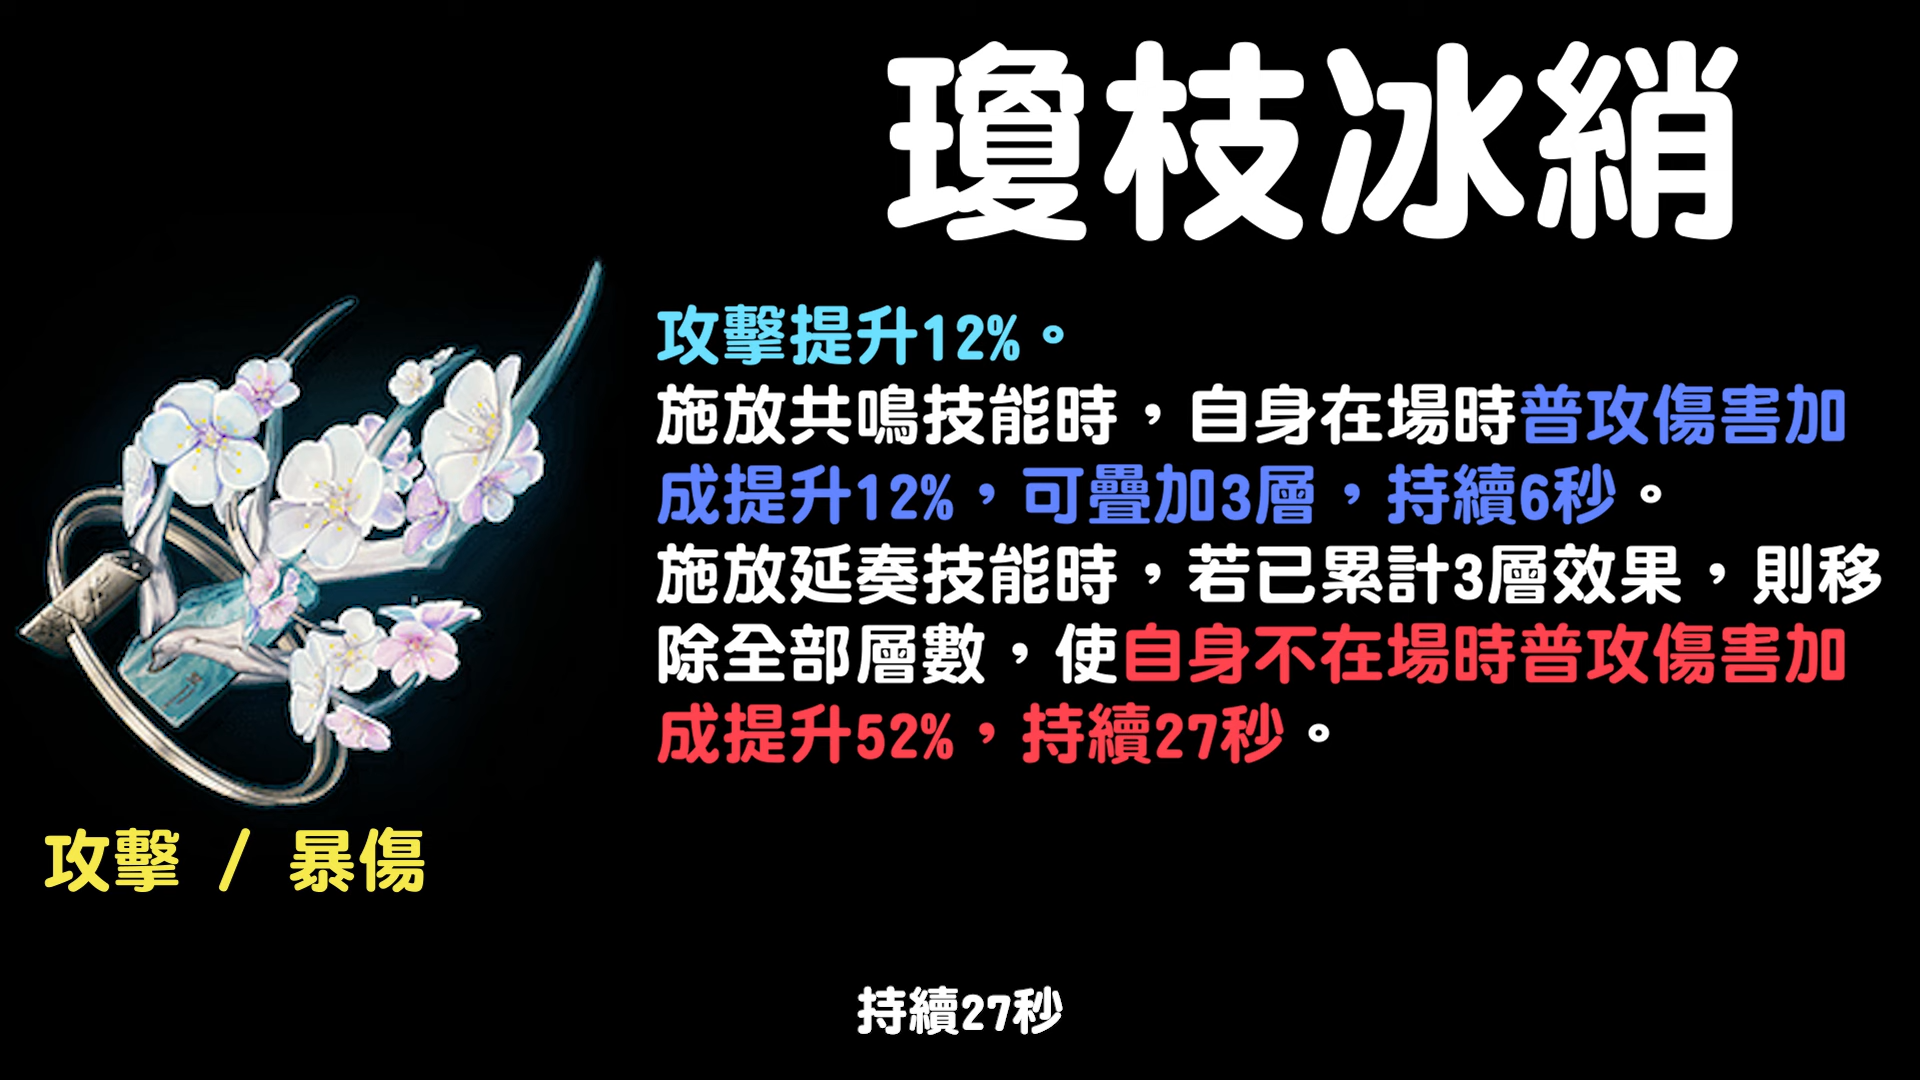 瓊枝冰綃
攻擊提升12%。
施放共鳴技能時，自身在場時普攻傷害加
成提升12%，可疊加3層，持續6秒。
施放延奏技能時，若已累計3層效果，則移
除全部層數，使自身不在場時普攻傷害加
成提升52%，持續27秒。
攻擊 / 暴傷
持續27秒